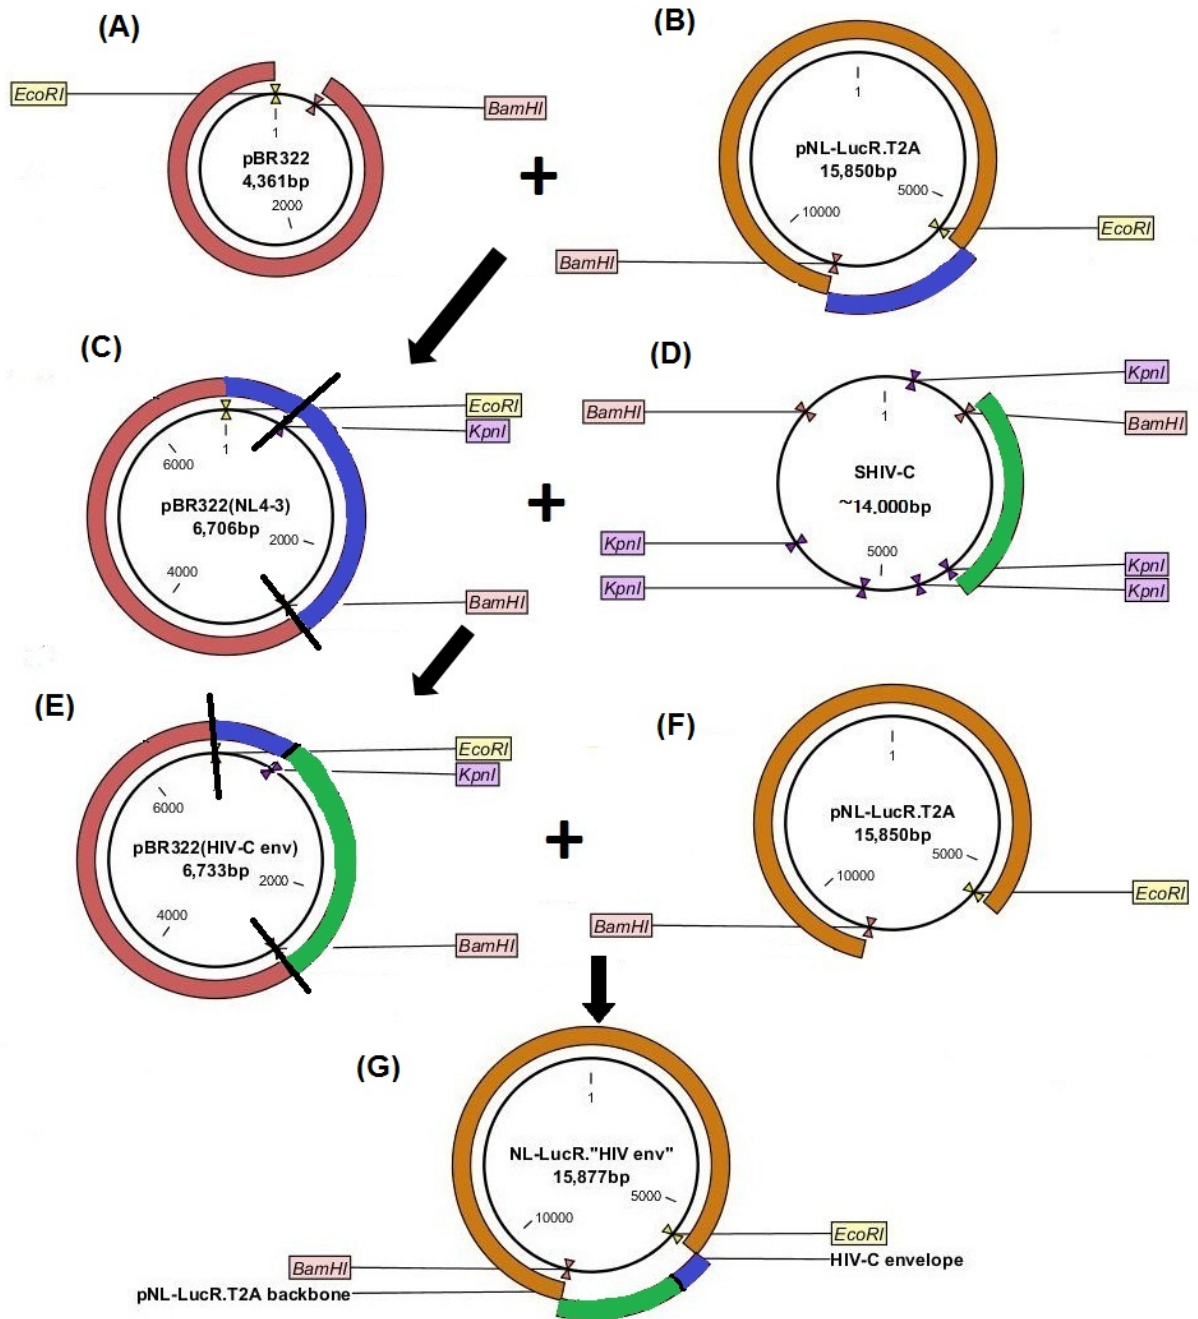 (A)
EcoRI
BamHI
1
pBR322
4,361bp
2000
+
(B)
1
pNL-LucR.T2A
15,850bp
5000
10000
EcoRI
BamHI
(C)
EcoRI
KpnI
1
6000
pBR322(NL4-3)
6,706bp
2000
4000
BamHI
+
(D)
KpnI
BamHI
1
BamHI
SHIV-C
~14.000bp
KpnI
5000
KpnI
KpnI
KpnI
(E)
EcoRI
KpnI
6000
pBR322(HIV-C env)
6,733bp
2000
4000
BamHI
+
(F)
1
pNL-LucR.T2A
15,850bp
5000
10000
EcoRI
BamHI
(G)
1
NL-LucR."HIV env"
15,877bp
5000
10000
EcoRI
HIV-C envelope
BamHI
pNL-LucR.T2A backbone